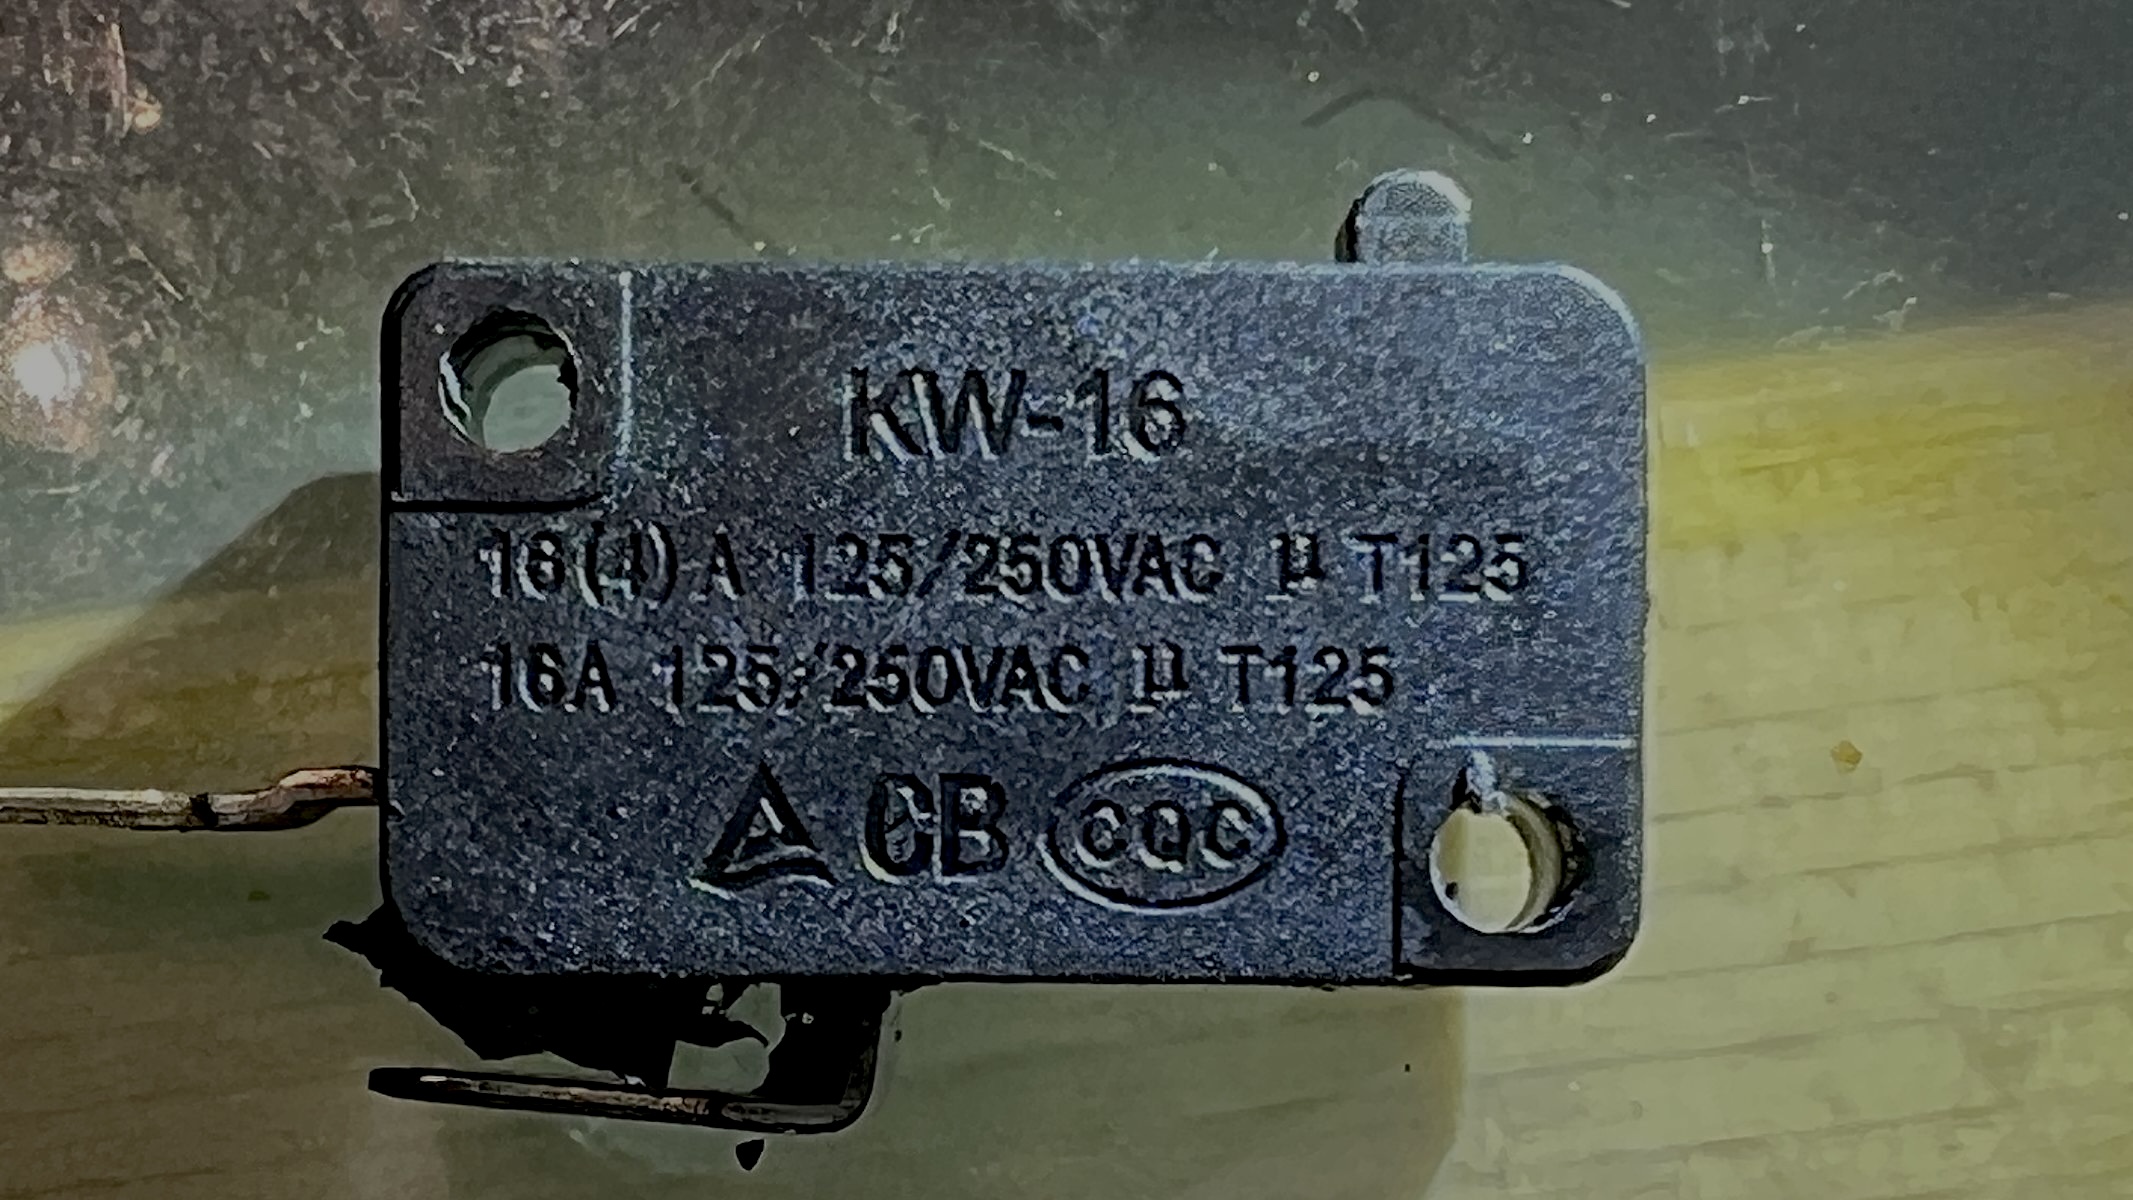 KW-16
16(4)A 125/250VAC µ T125
16A 125/250VAC µ T125
CB CQC